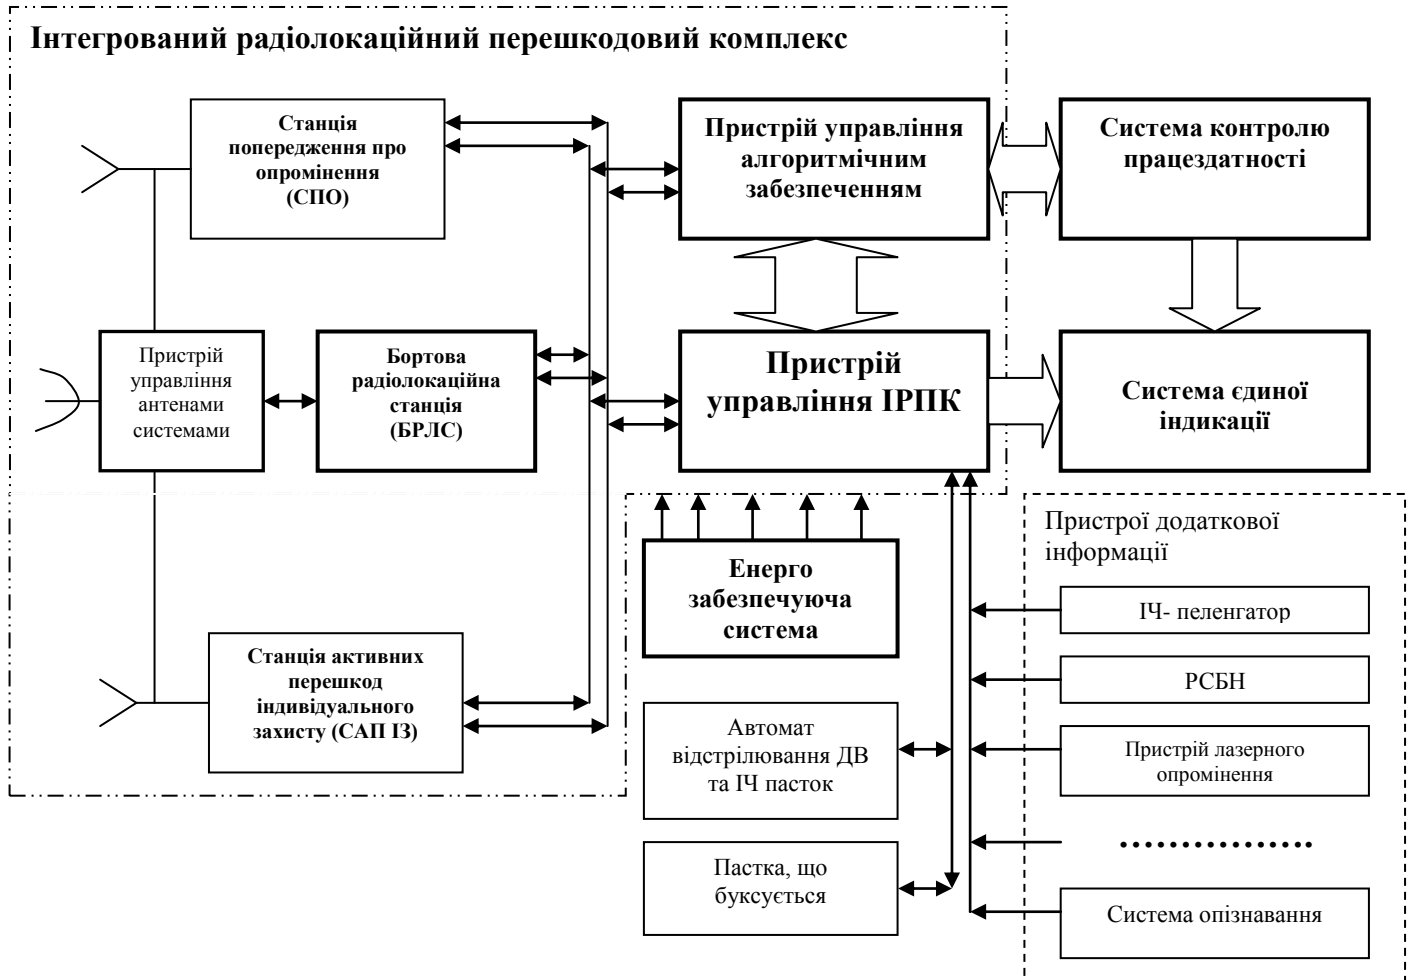 Інтегрований радіолокаційний перешкодовий комплекс
Станція
попередження про
опромінення
(СПО)
Пристрій управління
алгоритмічним
забезпеченням
Система контролю
працездатності
Пристрій
управління
антенами
системами
Бортова
радіолокаційна
станція
(БРЛС)
Пристрій
управління ІРПК
Система єдиної
індикації
Енерго
забезпечуюча
система
Пристрої додаткової
інформації
ІЧ- пеленгатор
РСБН
Пристрій лазерного
опромінення
................
Система опізнавання
Станція активних
перешкод
індивідуального
захисту (САП ІЗ)
Автомат
відстрілювання ДВ
та ІЧ пасток
Пастка, що
буксується